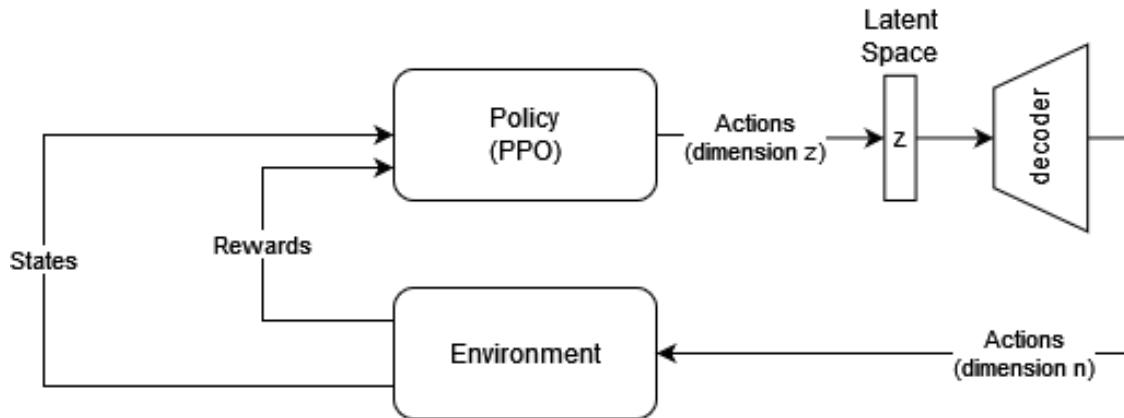 Latent
Space
Policy
(PPO)
Actions
(dimension z)
z
decoder
Rewards
States
Environment
Actions
(dimension n)